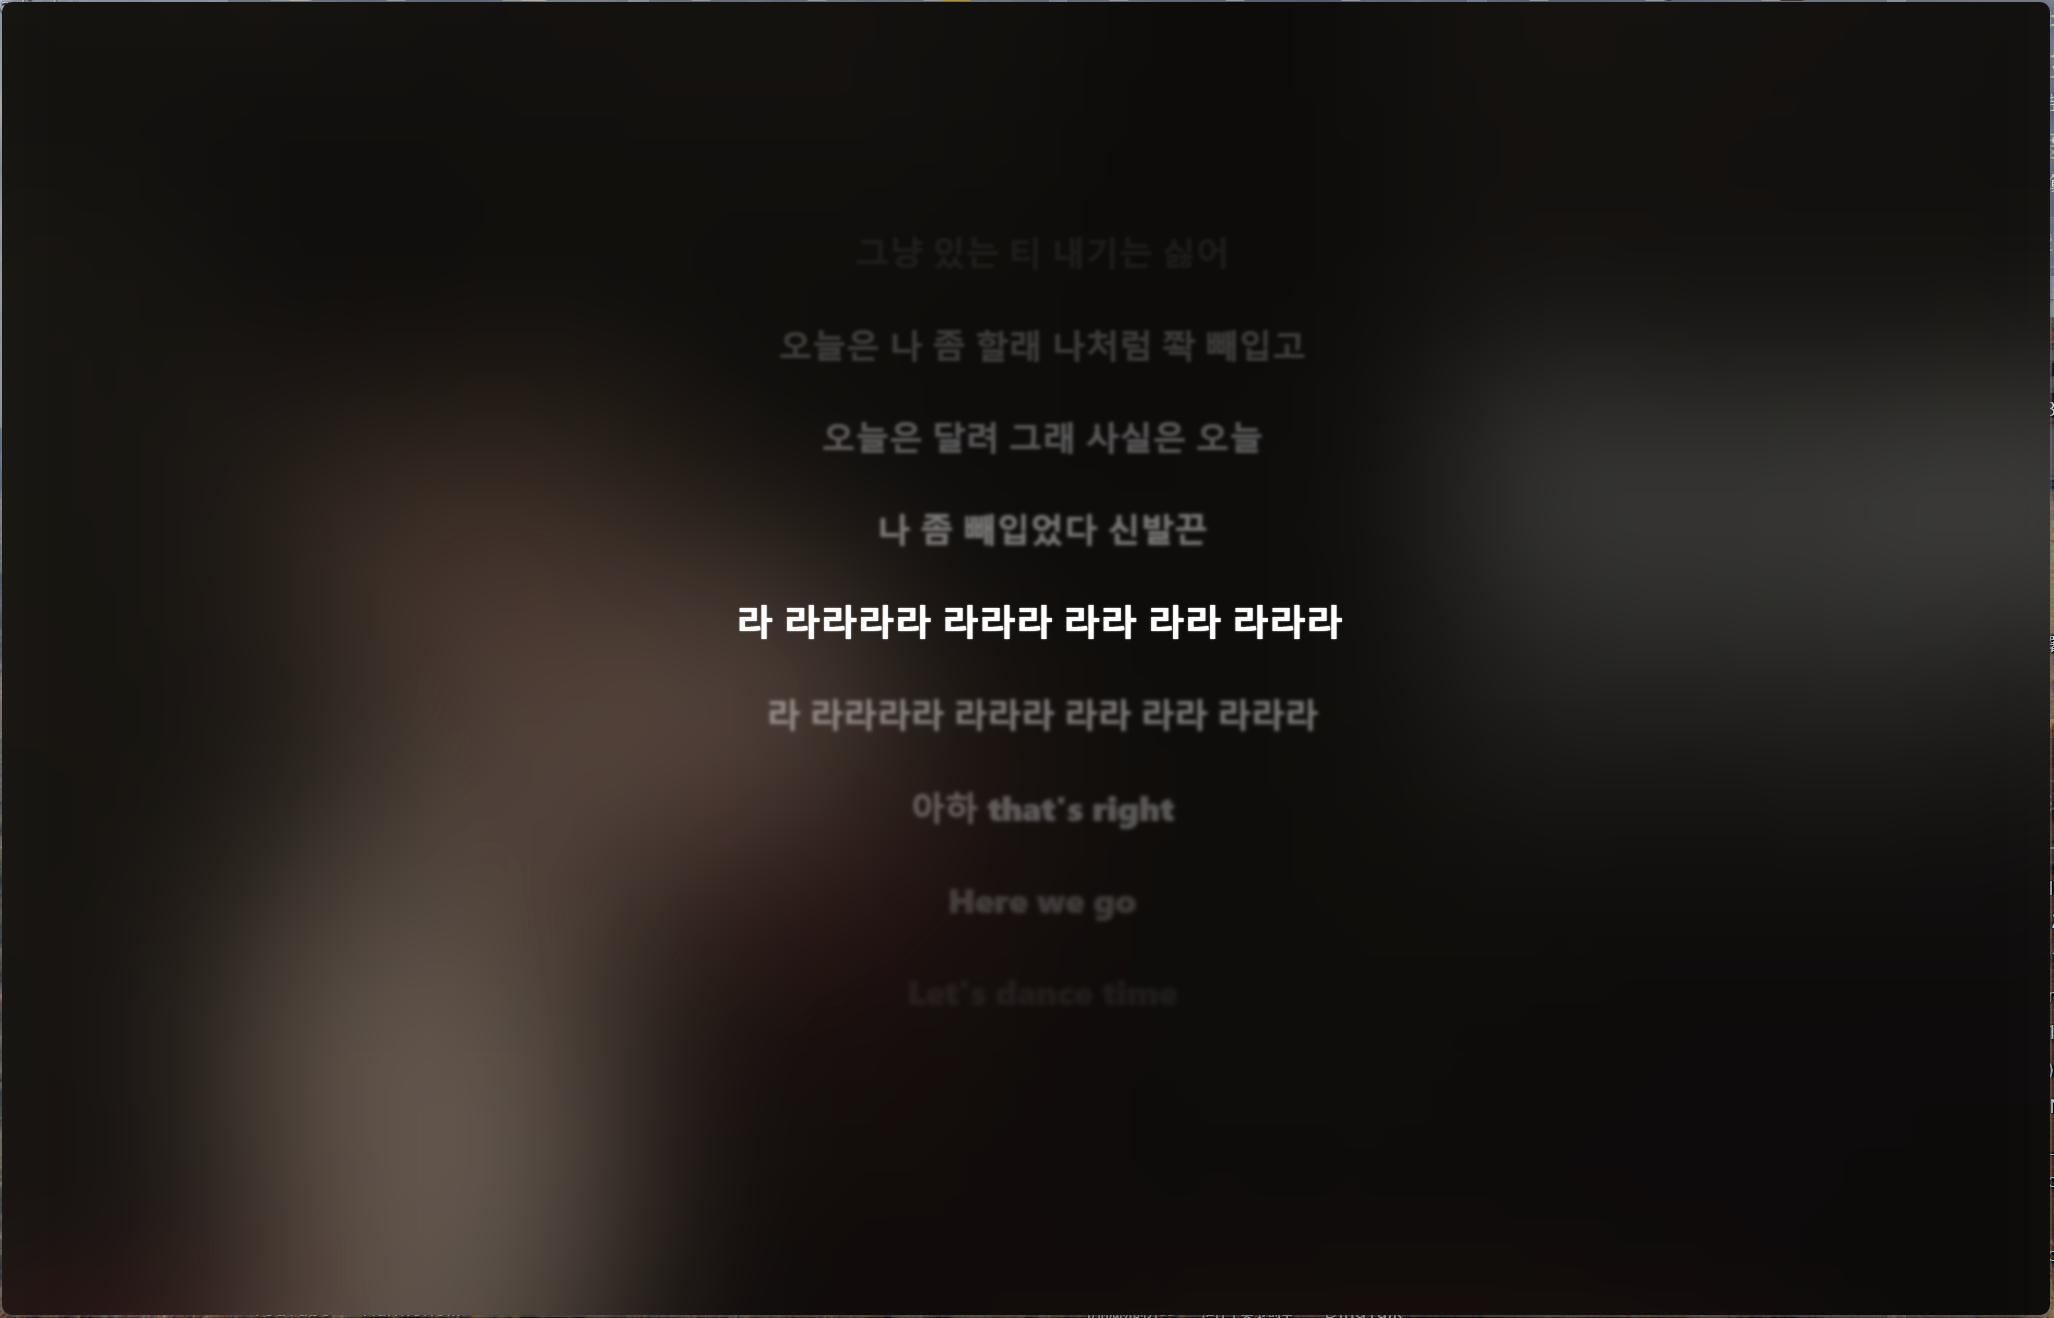 그냥 있는 티 내기는 싫어
오늘은 나 좀 할래 나처럼 쫙 빼입고
오늘은 달려 그래 사실은 오늘
나 좀 빼입었다 신발끈
라 라라라라 라라라 라라 라라 라라라
라 라라라라 라라라 라라 라라 라라라
아하 that's right
Here we go
Let's dance time